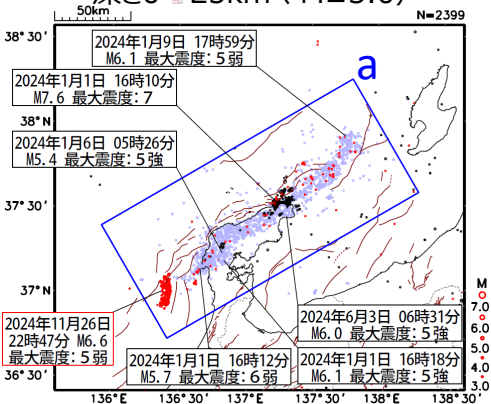 深さ0～25km（M≧3.0）
50km
N=2399
38°30′
2024年1月9日 17時59分
M6.1 最大震度:5弱
a
2024年1月1日 16時10分
M7.6 最大震度:7
38°N
2024年1月6日 05時26分
M5.4 最大震度:5強
37°30′
37°N
M
7.0
6.0
5.0
4.0
3.0
2024年11月26日
22時47分 M6.6
最大震度:5弱
2024年6月3日 06時31分
M6.0 最大震度:5強
2024年1月1日 16時12分
M5.7 最大震度:6弱
2024年1月1日 16時18分
M6.1 最大震度:5強
36°30′
136°E
136°30′
137°E
137°30′
138°E
138°30′